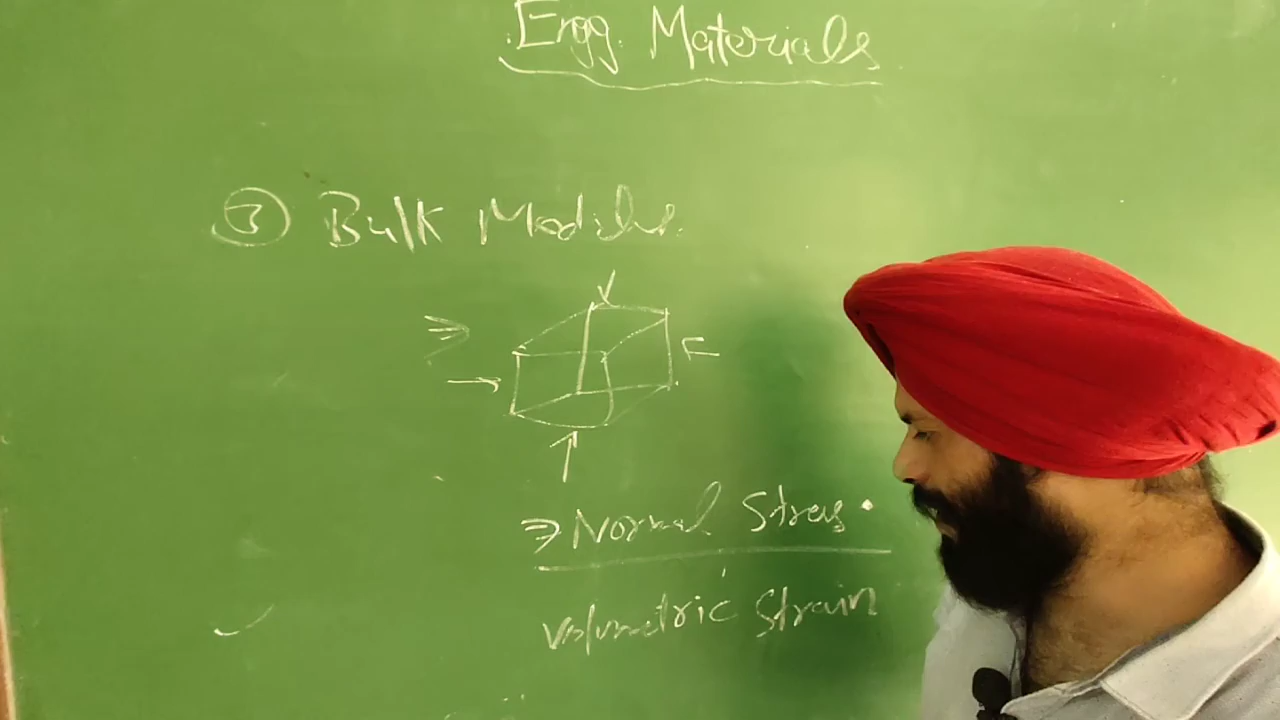 Engg. Materials
③ Bulk Modulus.
⇒ Normal Stress.
Volumetric Strain